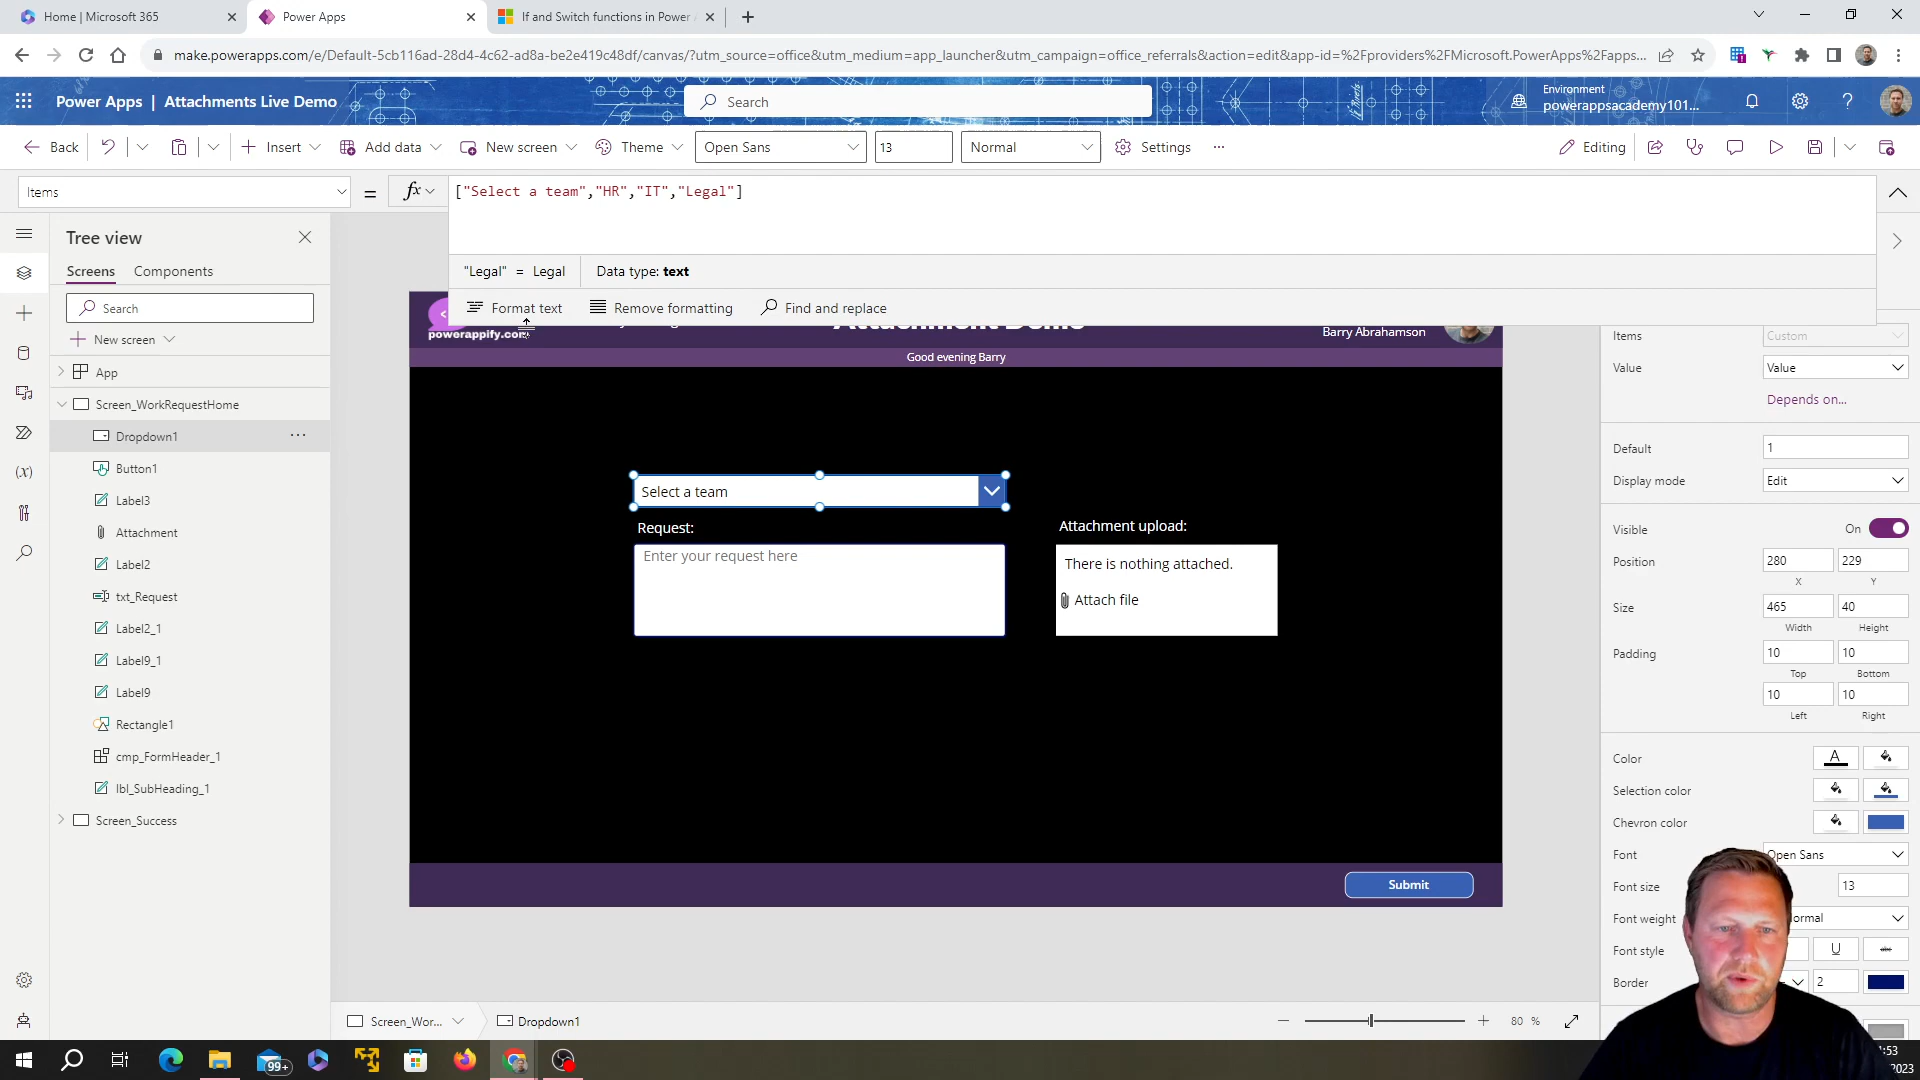 Home | Microsoft 365
Power Apps
If and Switch functions in Power
make.powerapps.com/e/Default-5cb116ad-28d4-4c62-ad8a-be2e419c48df/canvas/?utm_source=office&utm_medium=app_launcher&utm_campaign=office_referrals&action=edit&app-id=%2Fproviders%2FMicrosoft.PowerApps%2Fapps...
Power Apps | Attachments Live Demo
Search
Environment
powerappsacademy101...
Back
Insert
Add data
New screen
Theme
Open Sans
13
Normal
Settings
Editing
Items
=
fx
["Select a team","HR","IT","Legal"]
"Legal" = Legal
Data type: text
Format text
Remove formatting
Find and replace
Tree view
Screens
Components
Search
New screen
App
Screen_WorkRequestHome
Dropdown1
Button1
Label3
Attachment
Label2
txt_Request
Label2_1
Label9_1
Label9
Rectangle1
cmp_FormHeader_1
lbl_SubHeading_1
Screen_Success
powerappify.com
Attachment Demo
Barry Abrahamson
Good evening Barry
Select a team
Request:
Enter your request here
Attachment upload:
There is nothing attached.
Attach file
Submit
Items
Custom
Value
Value
Depends on...
Default
1
Display mode
Edit
Visible
On
Position
280
229
X
Y
Size
465
40
Width
Height
Padding
10
10
Top
Bottom
10
10
Left
Right
Color
Selection color
Chevron color
Font
Open Sans
Font size
13
Font weight
ormal
Font style
Border
2
Screen_Wor...
Dropdown1
80 %
99+
:53
2023